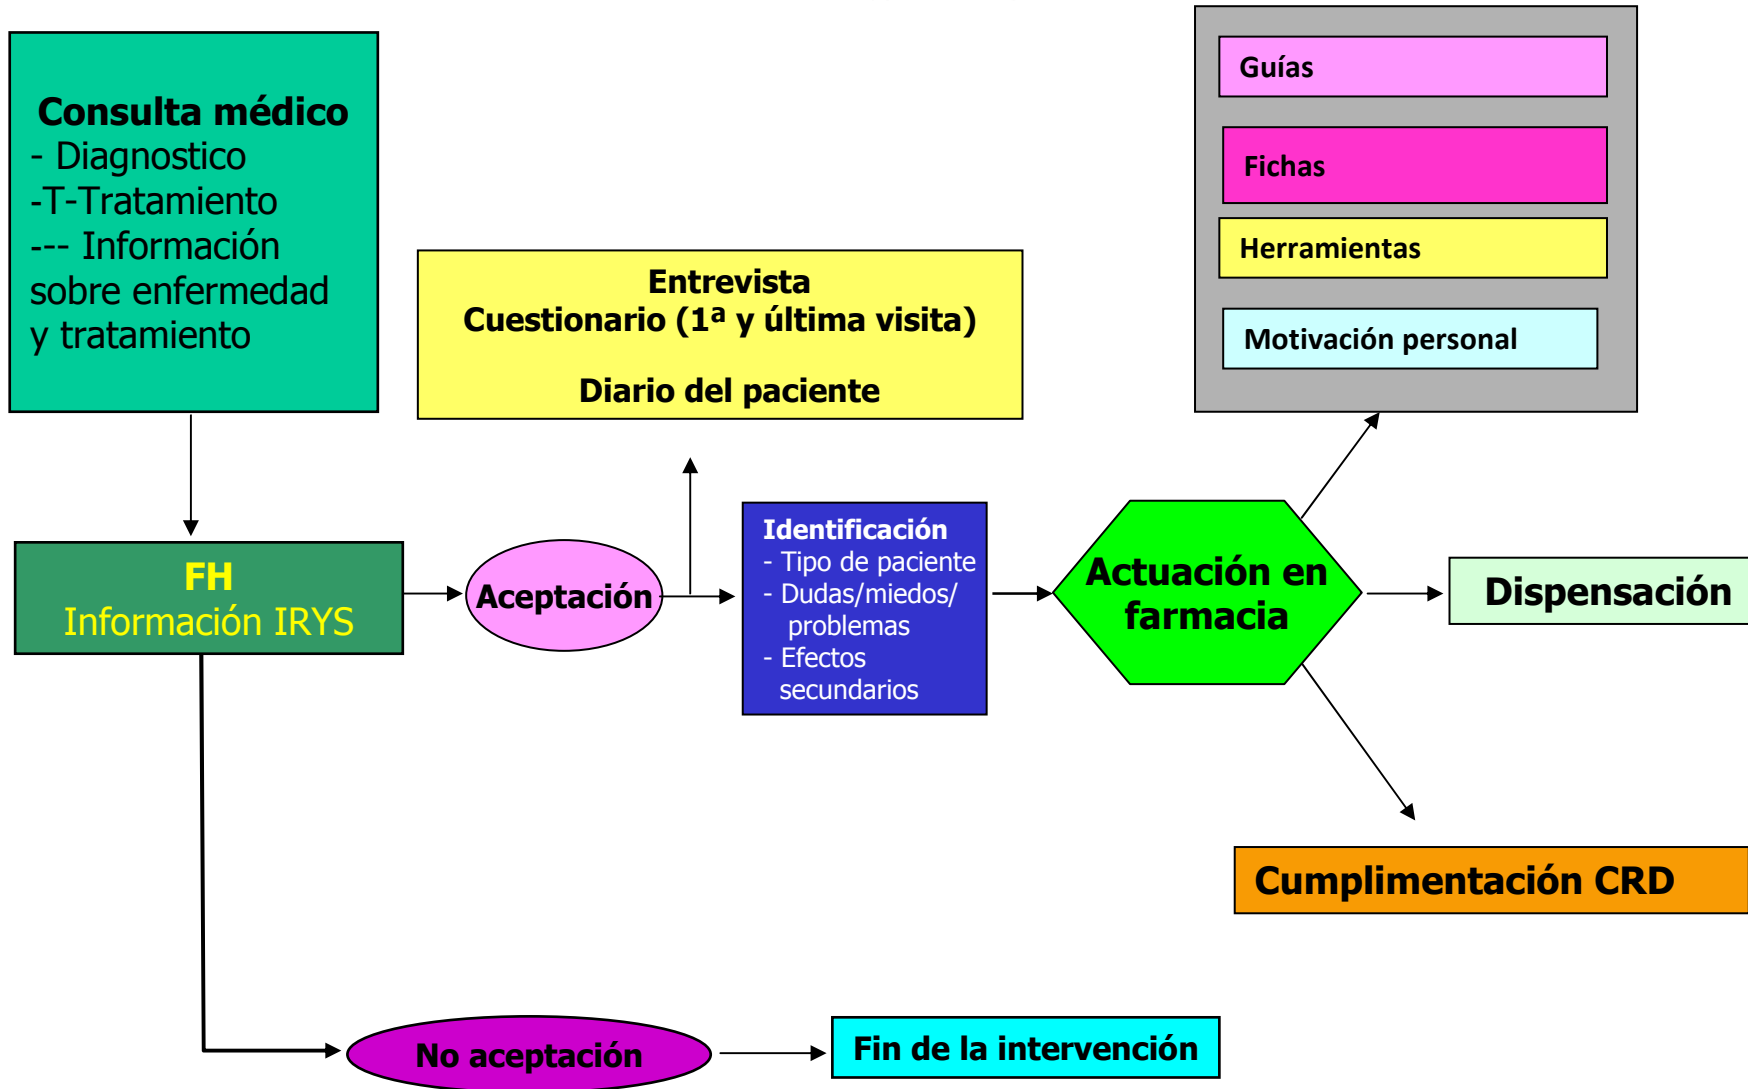 Consulta médico
- Diagnostico
-T-Tratamiento
--- Información
sobre enfermedad
y tratamiento
Guías
Fichas
Herramientas
Motivación personal
Entrevista
Cuestionario (1ª y última visita)
Diario del paciente
FH
Información IRYS
Aceptación
Identificación
- Tipo de paciente
- Dudas/miedos/
problemas
- Efectos
secundarios
Actuación en
farmacia
Dispensación
Cumplimentación CRD
No aceptación
Fin de la intervención